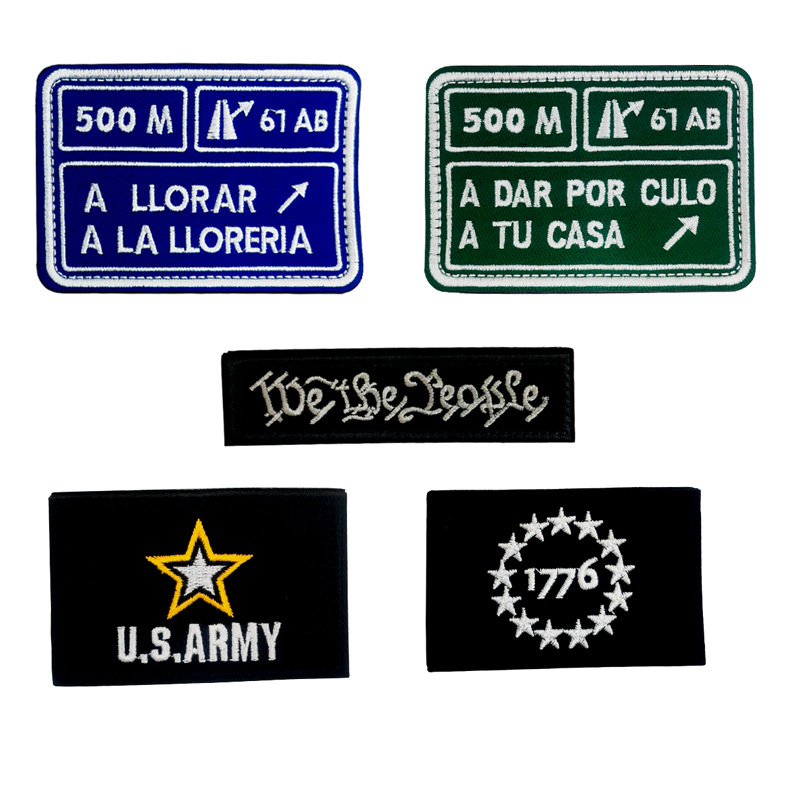 500 M
61 AB
A LLORAR
A LA LLORERIA
500 M
61 AB
A DAR POR CULO
A TU CASA
We the People
U.S.ARMY
1776